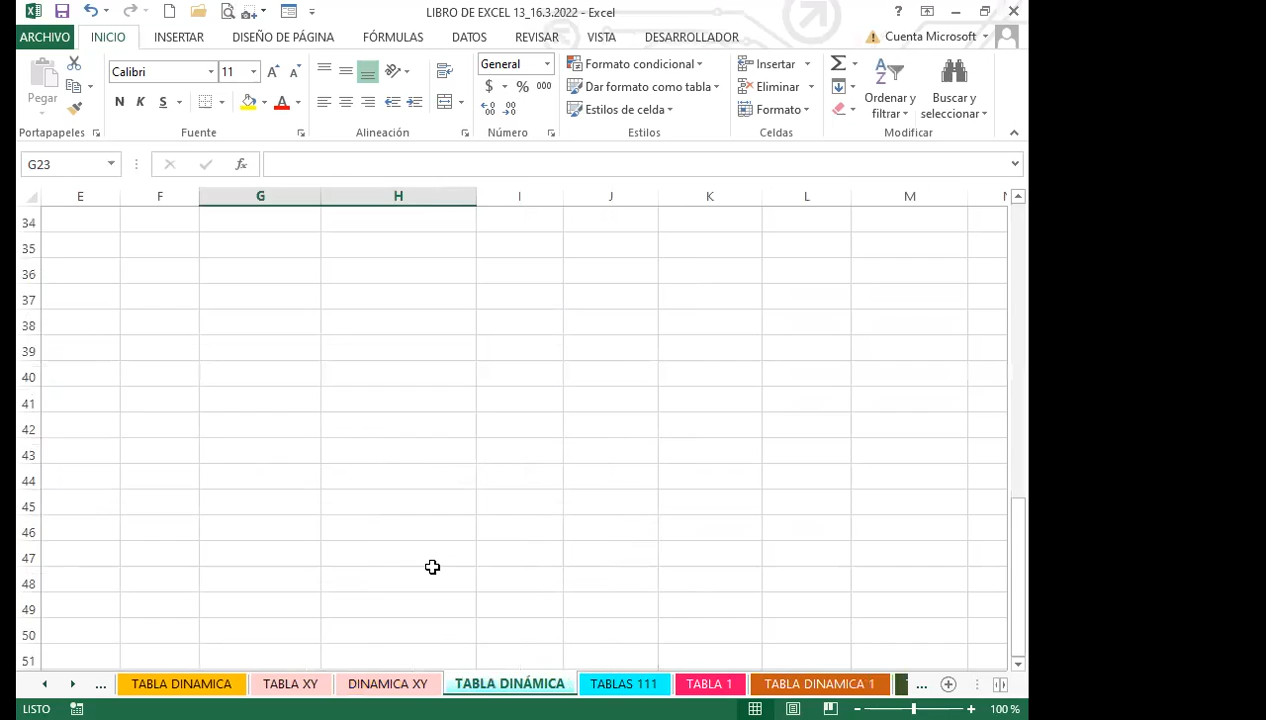 LIBRO DE EXCEL 13_16.3.2022 - Excel
ARCHIVO INICIO INSERTAR DISEÑO DE PÁGINA FÓRMULAS DATOS REVISAR VISTA DESARROLLADOR Cuenta Microsoft
Pegar
Calibri 11
N K S
General
$ % 000
Formato condicional
Dar formato como tabla
Estilos de celda
Insertar
Eliminar
Formato
Ordenar y filtrar
Buscar y seleccionar
Portapapeles Fuente Alineación Número Estilos Celdas Modificar
G23
E F G H I J K L M
34
35
36
37
38
39
40
41
42
43
44
45
46
47
48
49
50
51
... TABLA DINAMICA TABLA XY DINAMICA XY TABLA DINÁMICA TABLAS 111 TABLA 1 TABLA DINAMICA 1 ...
LISTO 100 %